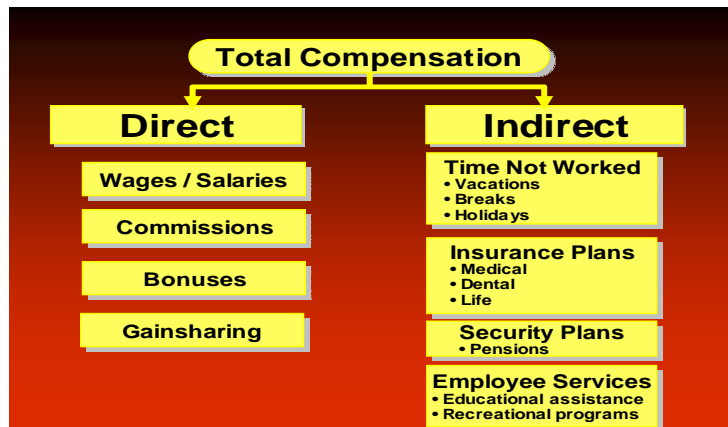 Total Compensation
Direct
Wages / Salaries
Commissions
Bonuses
Gainsharing
Indirect
Time Not Worked
• Vacations
• Breaks
• Holidays
Insurance Plans
• Medical
• Dental
• Life
Security Plans
• Pensions
Employee Services
• Educational assistance
• Recreational programs